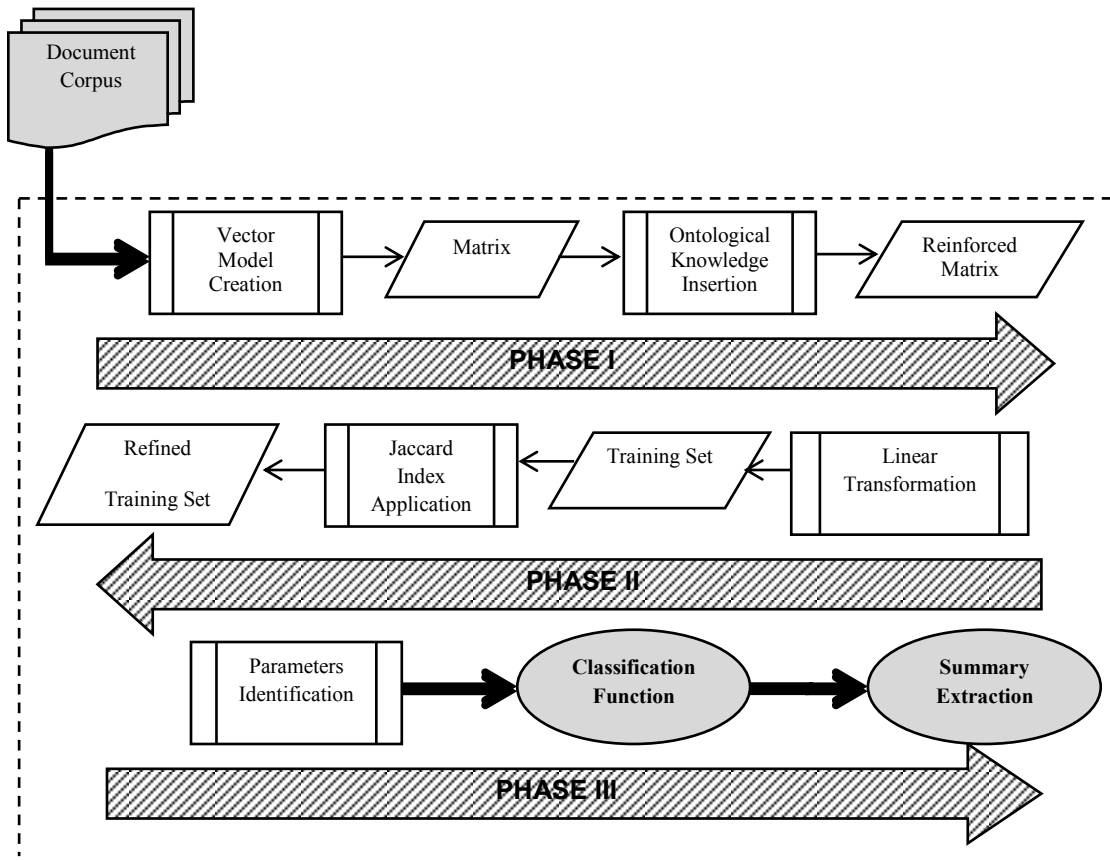 Document
Corpus
Vector
Model
Creation
Matrix
Ontological
Knowledge
Insertion
Reinforced
Matrix
PHASE I
Refined
Training Set
Jaccard
Index
Application
Training Set
Linear
Transformation
PHASE II
Parameters
Identification
Classification
Function
Summary
Extraction
PHASE III